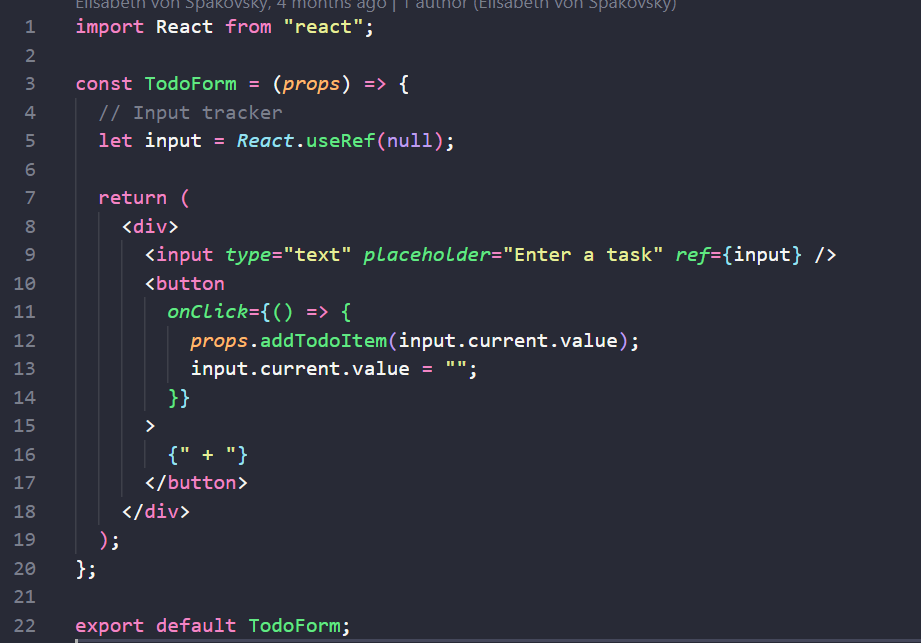 Elisabeth von Spakovsky, 4 months ago | 1 author (Elisabeth von Spakovsky)
1 import React from "react";
2
3 const TodoForm = (props) => {
4 // Input tracker
5 let input = React.useRef(null);
6
7 return (
8 <div>
9 <input type="text" placeholder="Enter a task" ref={input} />
10 <button
11 onClick={() => {
12 props.addTodoItem(input.current.value);
13 input.current.value = "";
14 }}
15 >
16 {" + "}
17 </button>
18 </div>
19 );
20 };
21
22 export default TodoForm;